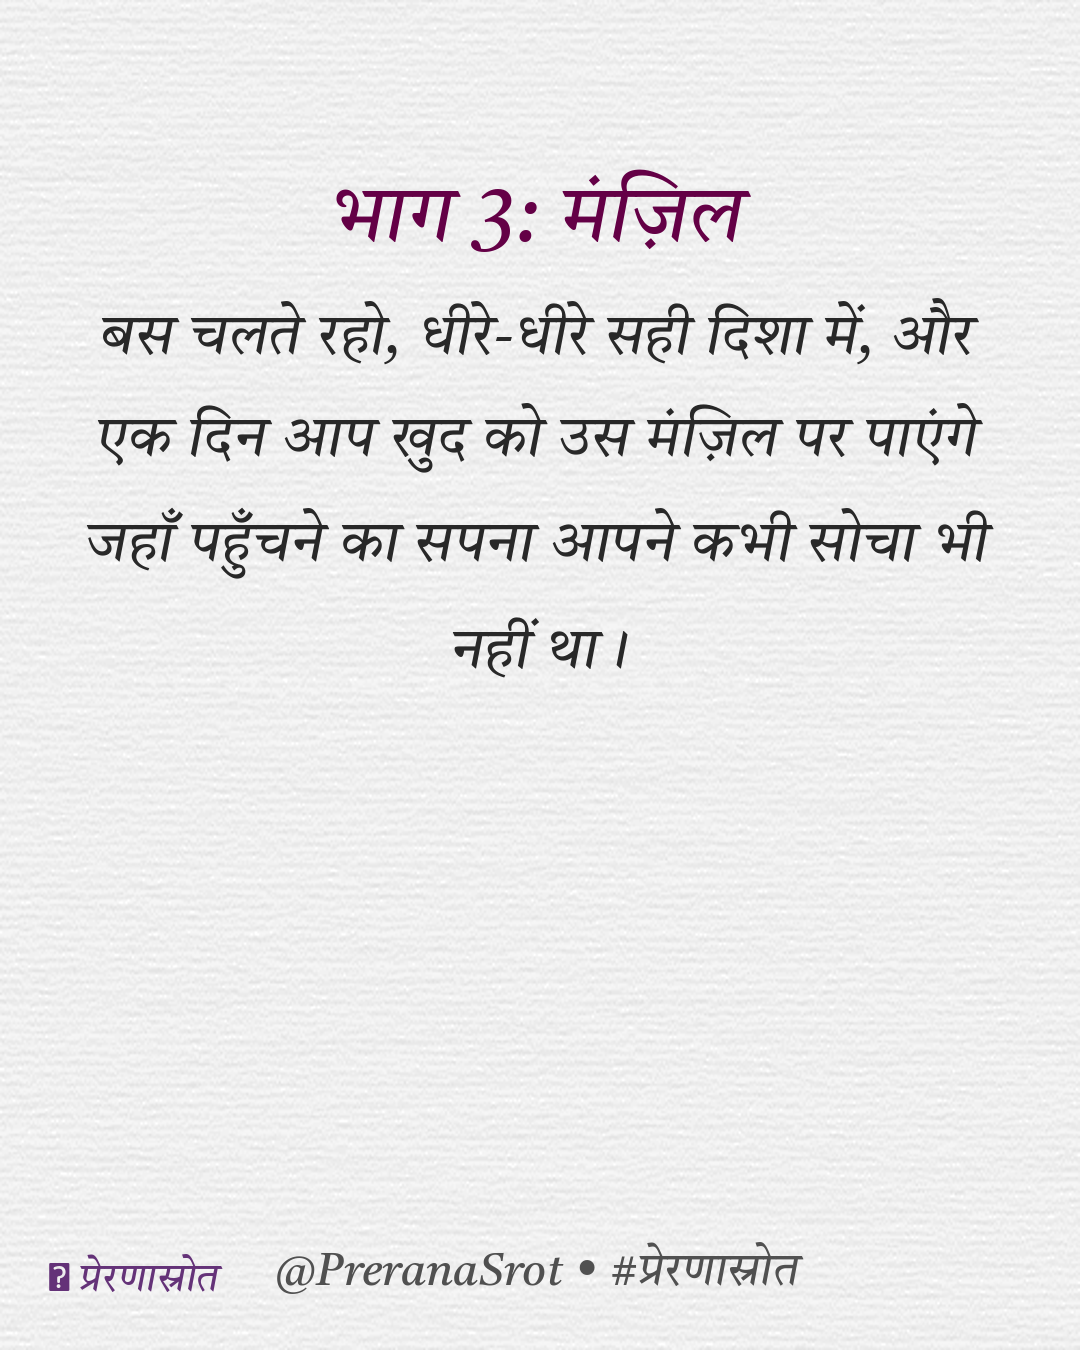 भाग 3: मंज़िल
बस चलते रहो, धीरे-धीरे सही दिशा में, और
एक दिन आप खुद को उस मंज़िल पर पाएंगे
जहाँ पहुँचने का सपना आपने कभी सोचा भी
नहीं था।
प्रेरणास्रोत @PreranaSrot • #प्रेरणास्रोत